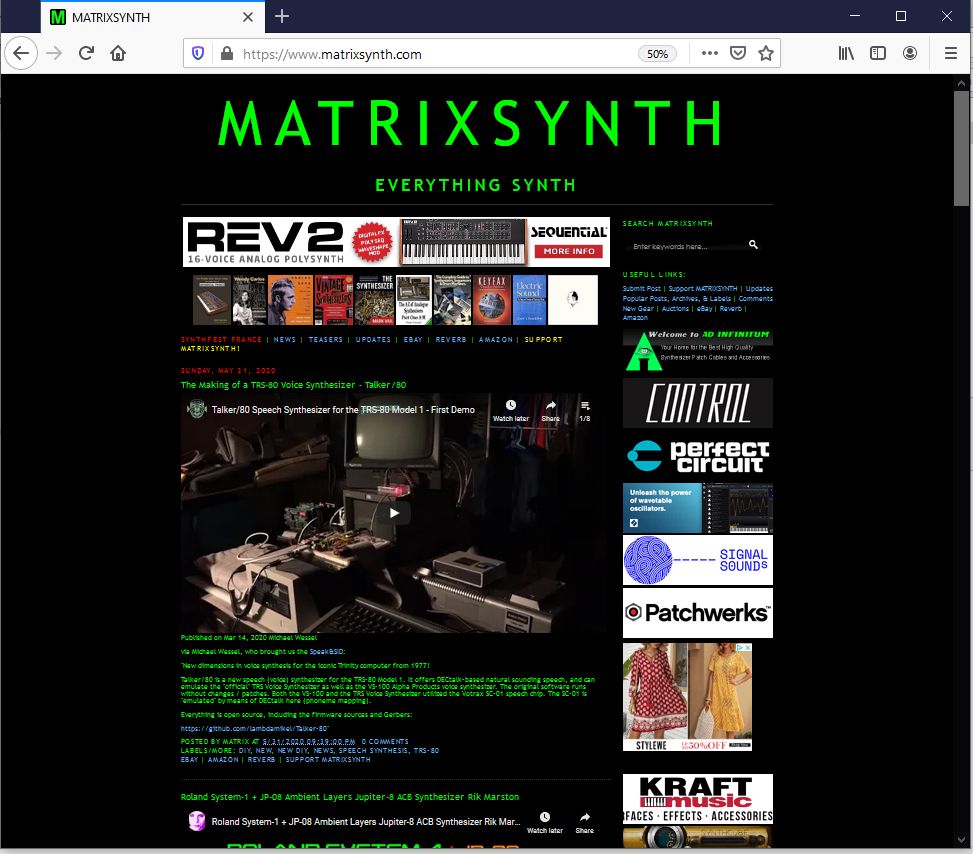 MATRIXSYNTH
https://www.matrixsynth.com
50%
MATRIXSYNTH
EVERYTHING SYNTH
REV2
16-VOICE ANALOG POLYSYNTH
DIGITAL FX
POLY SEQ
WAVESHAPE
MOD
SEQUENTIAL
MORE INFO
SYNTHFEST FRANCE | NEWS | TEASERS | UPDATES | EBAY | REVERB | AMAZON | SUPPORT
MATRIXSYNTH!
SUNDAY, MAY 31, 2020
The Making of a TRS-80 Voice Synthesizer - Talker/80
Talker/80 Speech Synthesizer for the TRS-80 Model 1 - First Demo
Watch later
Share
1/8
Published on Mar 14, 2020 Michael Wessel
via Michael Wessel, who brought us the Speak&SID:
"New dimensions in voice synthesis for the iconic Trinity computer from 1977!
Talker/80 is a new speech (voice) synthesizer for the TRS-80 Model 1. It offers DECtalk-based natural sounding speech, and can
emulate the "official" TRS Voice Synthesizer as well as the VS-100 Alpha Products voice synthesizer. The original software runs
without changes / patches. Both the VS-100 and the TRS Voice Synthesizer utilized the Votrax SC-01 speech chip. The SC-01 is
"emulated" by means of DECtalk here (phoneme mapping).
Everything is open source, including the firmware sources and Gerbers:
https://github.com/lambdamikel/Talker-80"
POSTED BY MATRIX AT 5/31/2020 09:39:00 PM 0 COMMENTS
LABELS/MORE: DIY, NEW, NEW DIY, NEWS, SPEECH SYNTHESIS, TRS-80
EBAY | AMAZON | REVERB | SUPPORT MATRIXSYNTH
Roland System-1 + JP-08 Ambient Layers Jupiter-8 ACB Synthesizer Rik Marston
Roland System-1 + JP-08 Ambient Layers Jupiter-8 ACB Synthesizer Rik Mar...
Watch later
Share
SEARCH MATRIXSYNTH
Enter keywords here...
USEFUL LINKS:
Submit Post | Support MATRIXSYNTH | Updates
Popular Posts, Archives, & Labels | Comments
New Gear | Auctions | eBay | Reverb |
Amazon
Welcome to AD INFINITUM
Your Home for the Best High Quality
Synthesizer Patch Cables and Accessories
CONTROL
perfect
circuit
Unleash the power
of wavetable
oscillators.
SIGNAL
SOUNDS
Patchwerks™
STYLEWE
50%OFF
Shop Now
KRAFT
music
FACES · EFFECTS · ACCESSORIES
SYNTHCUBE